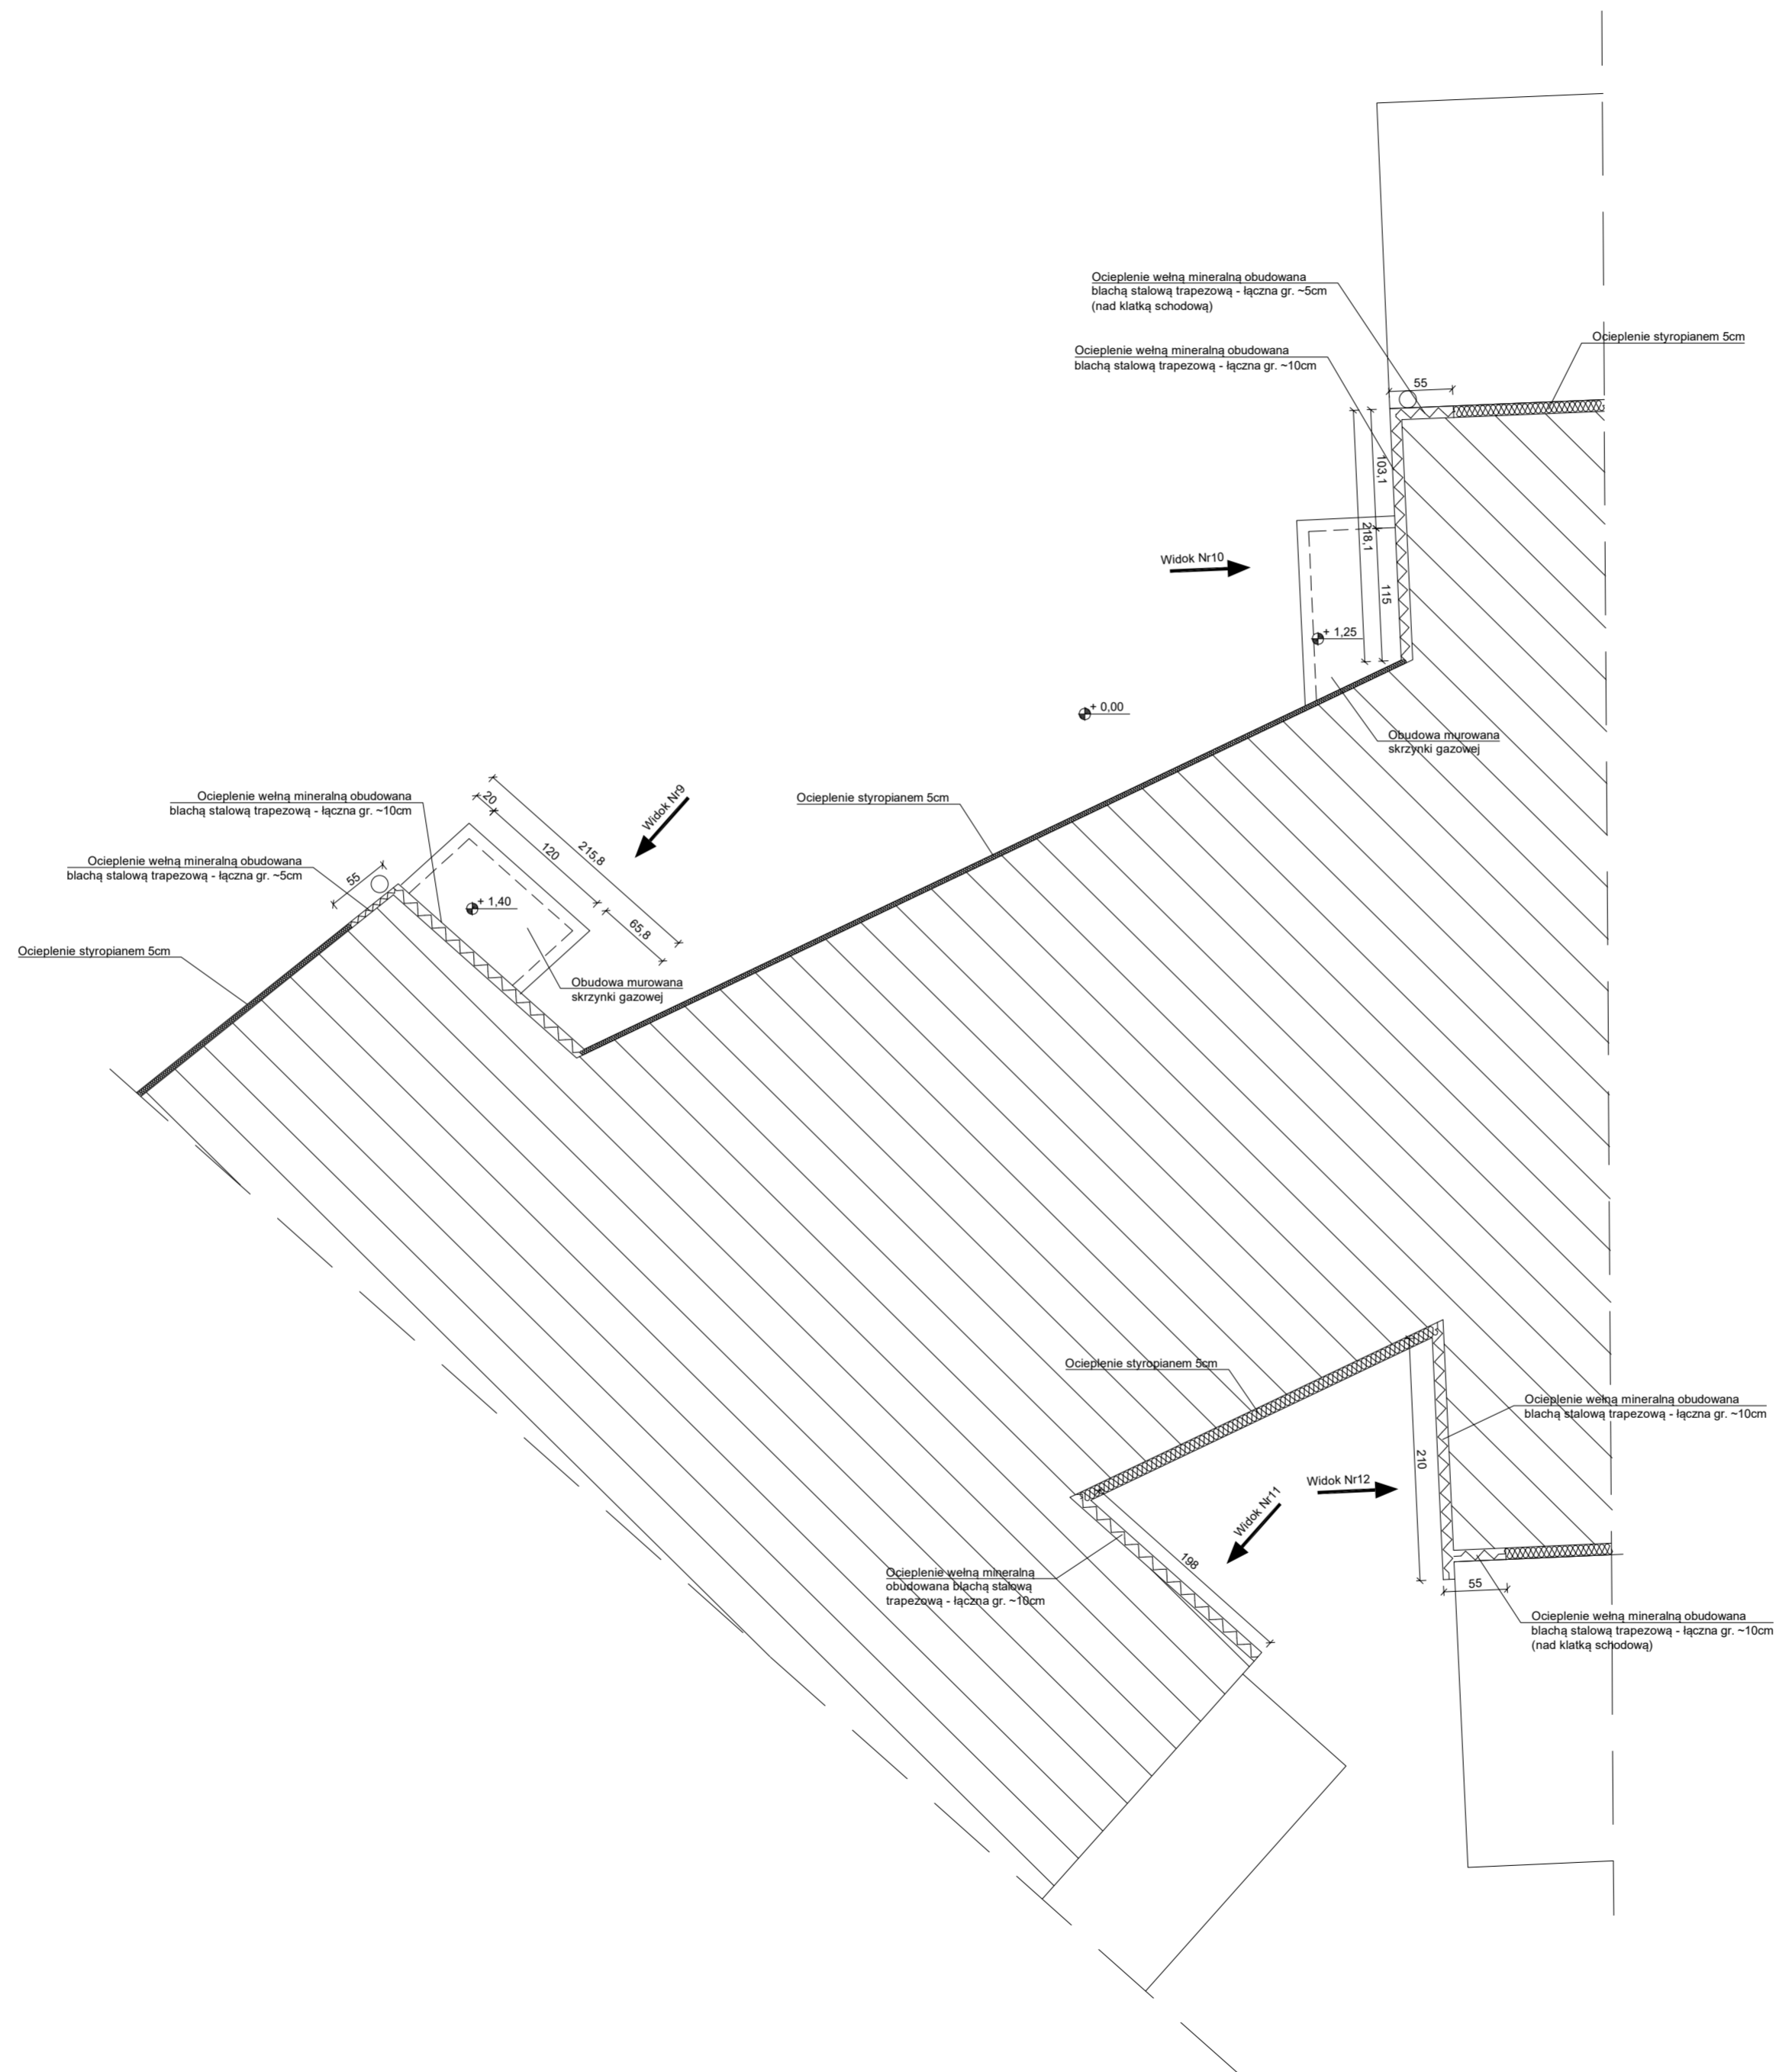 Ocieplenie wełną mineralną obudowana
blachą stalową trapezową - łączna gr. ~5cm
(nad klatką schodową)
Ocieplenie styropianem 5cm
Ocieplenie wełną mineralną obudowana
blachą stalową trapezową - łączna gr. ~10cm
55
103,1
218,1
Widok Nr10
115
+ 1,25
+ 0,00
Obudowa murowana
skrzynki gazowej
Ocieplenie wełną mineralną obudowana
blachą stalową trapezową - łączna gr. ~10cm
20
Widok Nr9
Ocieplenie styropianem 5cm
120
215,8
Ocieplenie wełną mineralną obudowana
blachą stalową trapezową - łączna gr. ~5cm
55
+ 1,40
65,8
Ocieplenie styropianem 5cm
Obudowa murowana
skrzynki gazowej
Ocieplenie styropianem 5cm
Ocieplenie wełną mineralną obudowana
blachą stalową trapezową - łączna gr. ~10cm
210
Widok Nr12
Widok Nr11
198
Ocieplenie wełną mineralną
obudowana blachą stalową
trapezową - łączna gr. ~10cm
55
Ocieplenie wełną mineralną obudowana
blachą stalową trapezową - łączna gr. ~10cm
(nad klatką schodową)